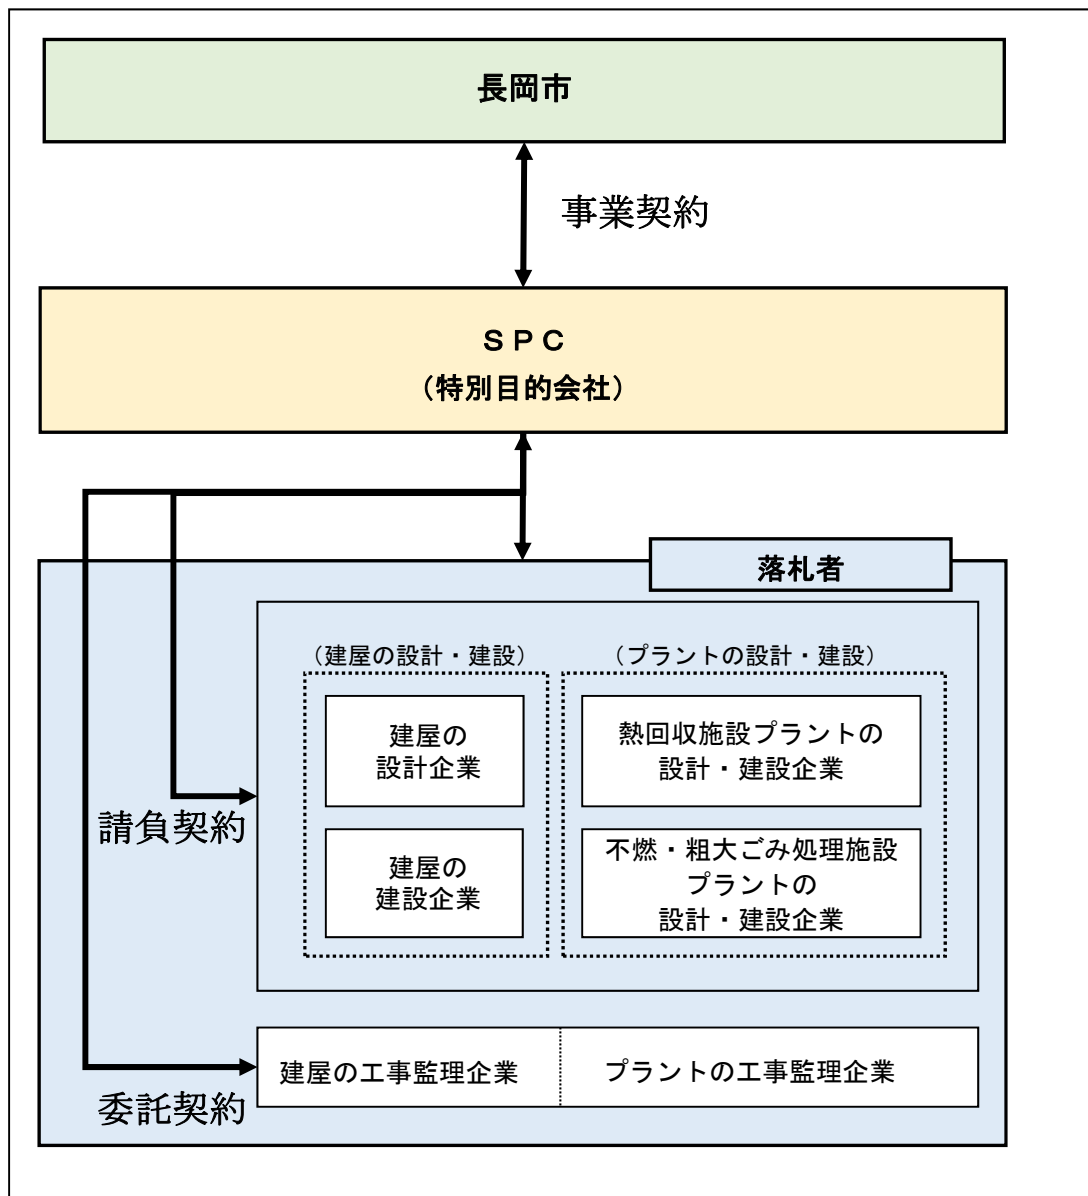 長岡市
事業契約
ＳＰＣ
（特別目的会社）
落札者
（建屋の設計・建設）
（プラントの設計・建設）
建屋の
設計企業
熱回収施設プラントの
設計・建設企業
請負契約
建屋の
建設企業
不燃・粗大ごみ処理施設
プラントの
設計・建設企業
建屋の工事監理企業
プラントの工事監理企業
委託契約